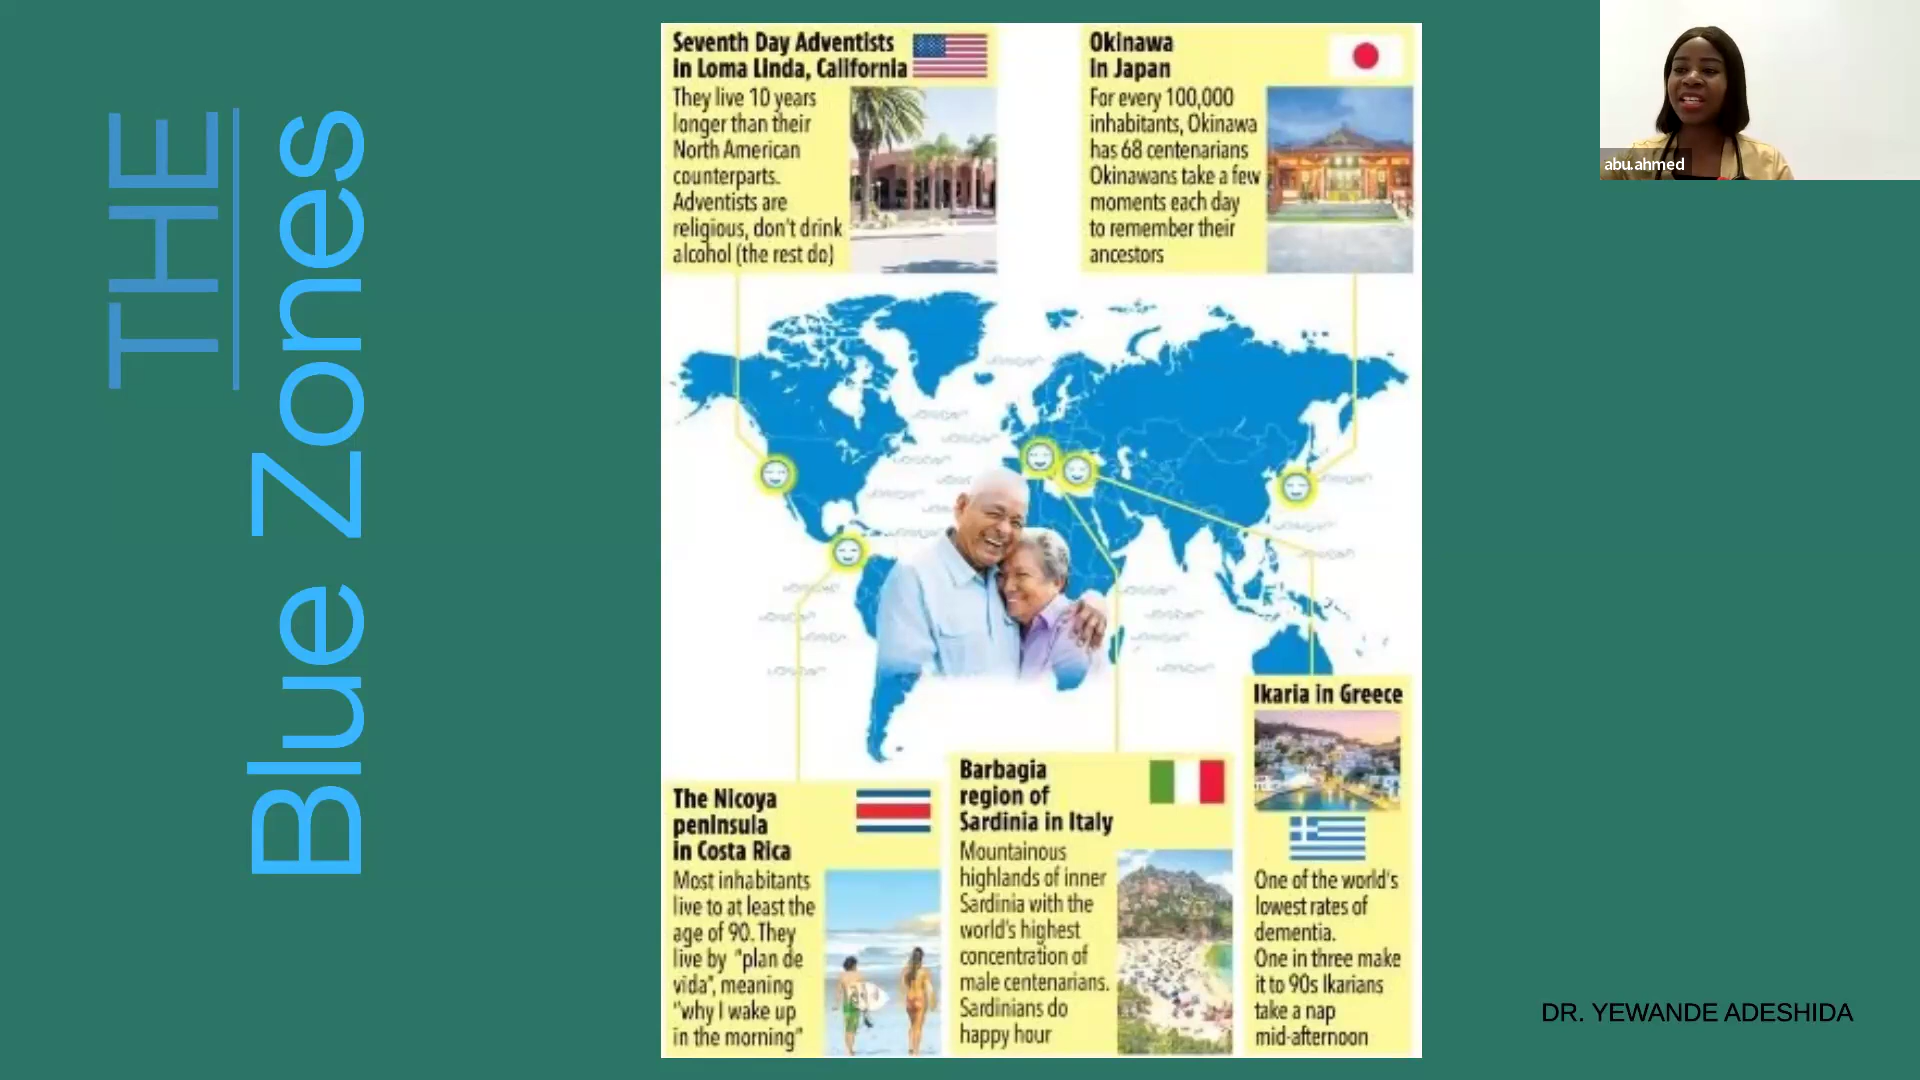 THE
Blue Zones
Seventh Day Adventists
in Loma Linda, California
They live 10 years
longer than their
North American
counterparts.
Adventists are
religious, don't drink
alcohol (the rest do)
Okinawa
in Japan
For every 100,000
inhabitants, Okinawa
has 68 centenarians
Okinawans take a few
moments each day
to remember their
ancestors
abu.ahmed
The Nicoya
peninsula
in Costa Rica
Most inhabitants
live to at least the
age of 90. They
live by "plan de
vida", meaning
"why I wake up
in the morning"
Barbagia
region of
Sardinia in Italy
Mountainous
highlands of inner
Sardinia with the
world's highest
concentration of
male centenarians.
Sardinians do
happy hour
Ikaria in Greece
One of the world's
lowest rates of
dementia.
One in three make
it to 90s Ikarians
take a nap
mid-afternoon
DR. YEWANDE ADESHIDA